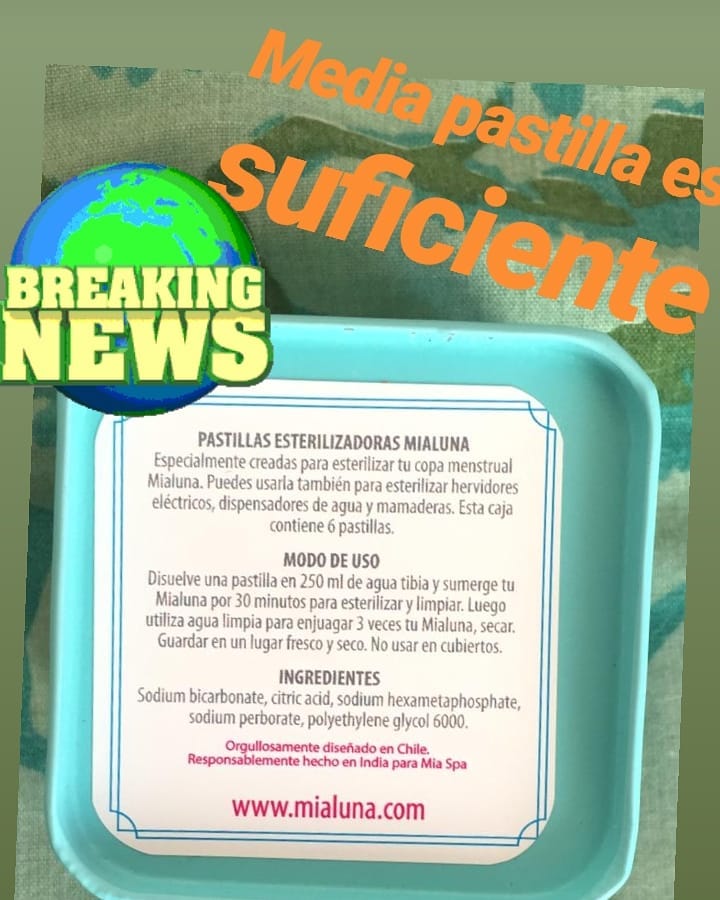 Media pastilla es
suficiente
BREAKING
NEWS
PASTILLAS ESTERILIZADORAS MIALUNA
Especialmente creadas para esterilizar tu copa menstrual
Mialuna. Puedes usarla también para esterilizar hervidores
eléctricos, dispensadores de agua y mamaderas. Esta caja
contiene 6 pastillas.
MODO DE USO
Disuelve una pastilla en 250 ml de agua tibia y sumerge tu
Mialuna por 30 minutos para esterilizar y limpiar. Luego
utiliza agua limpia para enjuagar 3 veces tu Mialuna, secar.
Guardar en un lugar fresco y seco. No usar en cubiertos.
INGREDIENTES
Sodium bicarbonate, citric acid, sodium hexametaphosphate,
sodium perborate, polyethylene glycol 6000.
Orgullosamente diseñado en Chile.
Responsablemente hecho en India para Mia Spa
www.mialuna.com